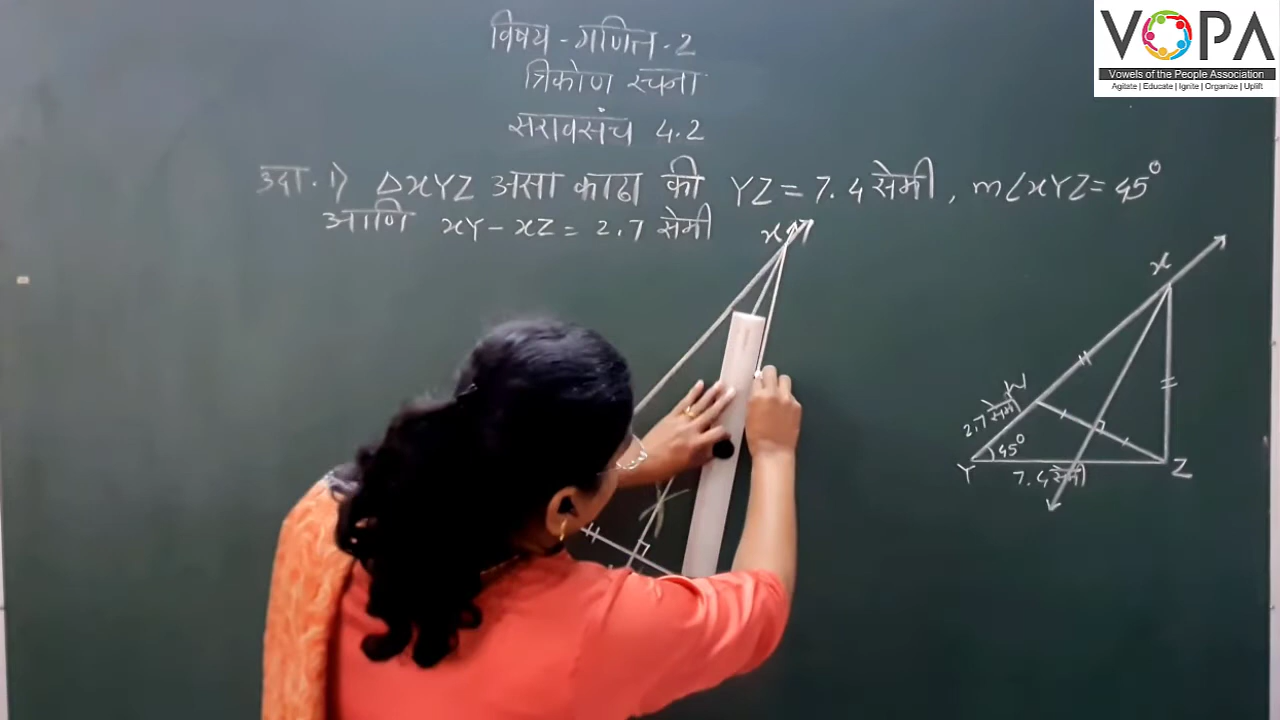 विषय - गणित - 2
त्रिकोण रचना
सरावसंच 4.2
उदा. 1) ΔXYZ असा काढा की YZ = 7.4 सेमी, m∠XYZ = 45°
आणि XY - XZ = 2.7 सेमी
X
X
W
2.7 सेमी
45°
Y
7.4 सेमी
Z
VOPA
Vowels of the People Association
Agitate | Educate | Ignite | Organize | Uplift